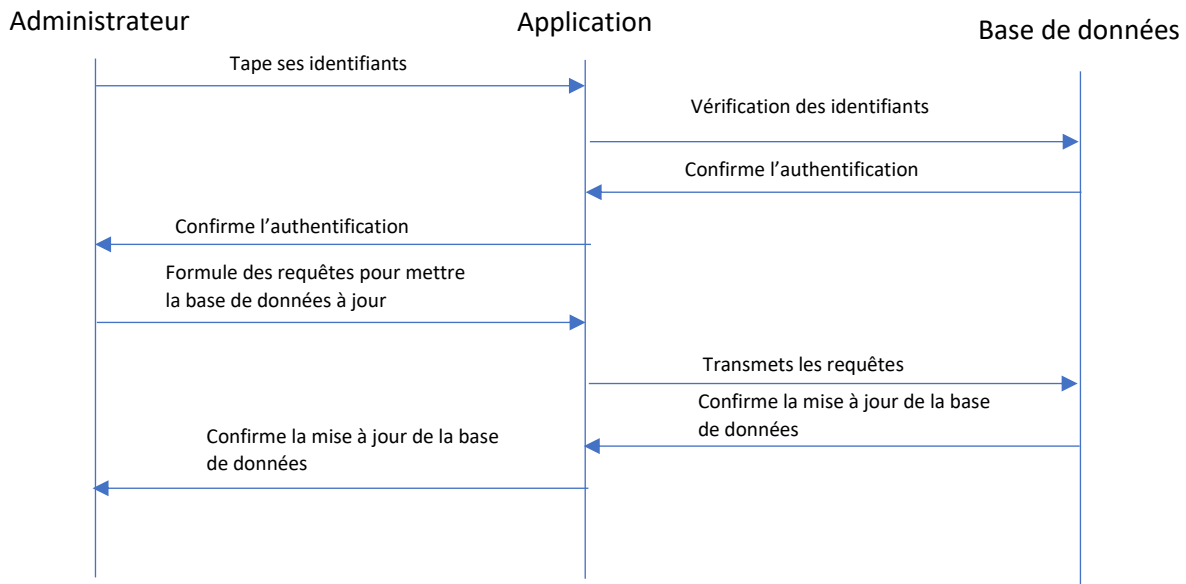 Administrateur
Application
Base de données
Tape ses identifiants
Vérification des identifiants
Confirme l’authentification
Confirme l’authentification
Formule des requêtes pour mettre
la base de données à jour
Transmets les requêtes
Confirme la mise à jour de la base
de données
Confirme la mise à jour de la base
de données